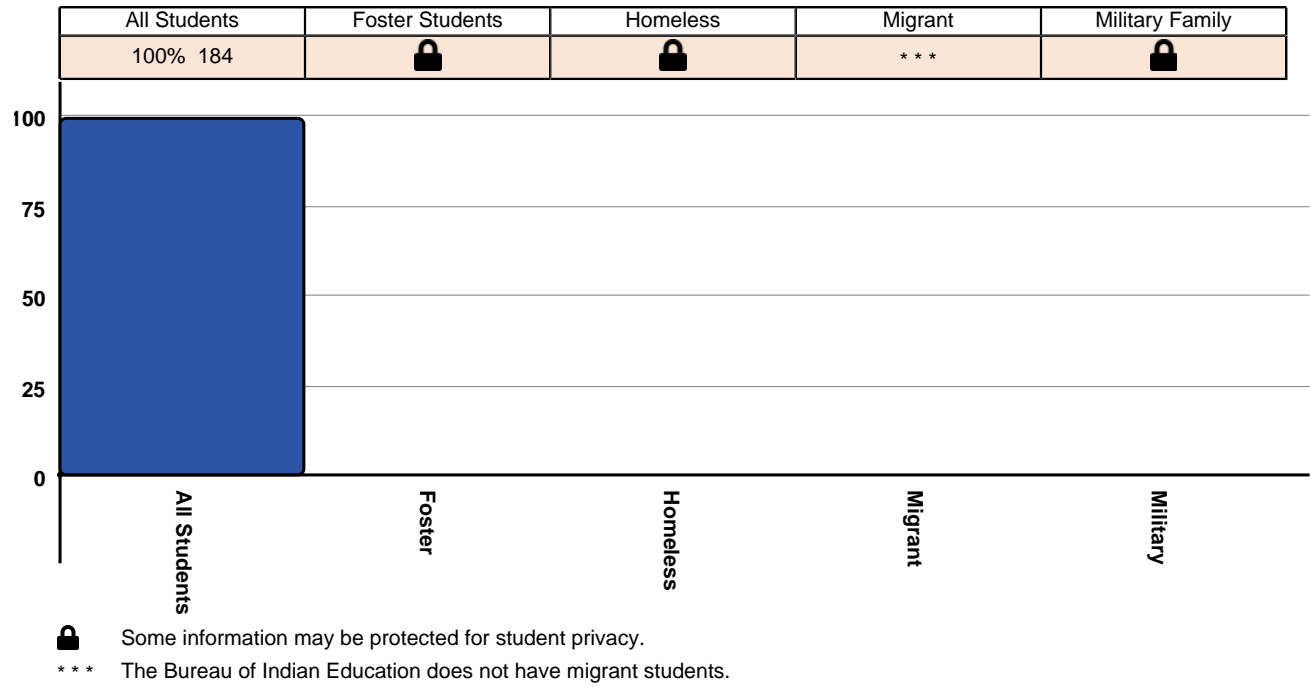 All Students Foster Students Homeless Migrant Military Family
100% 184 * * *
100
75
50
25
0
All Students
Foster
Homeless
Migrant
Military
Some information may be protected for student privacy.
* * * The Bureau of Indian Education does not have migrant students.